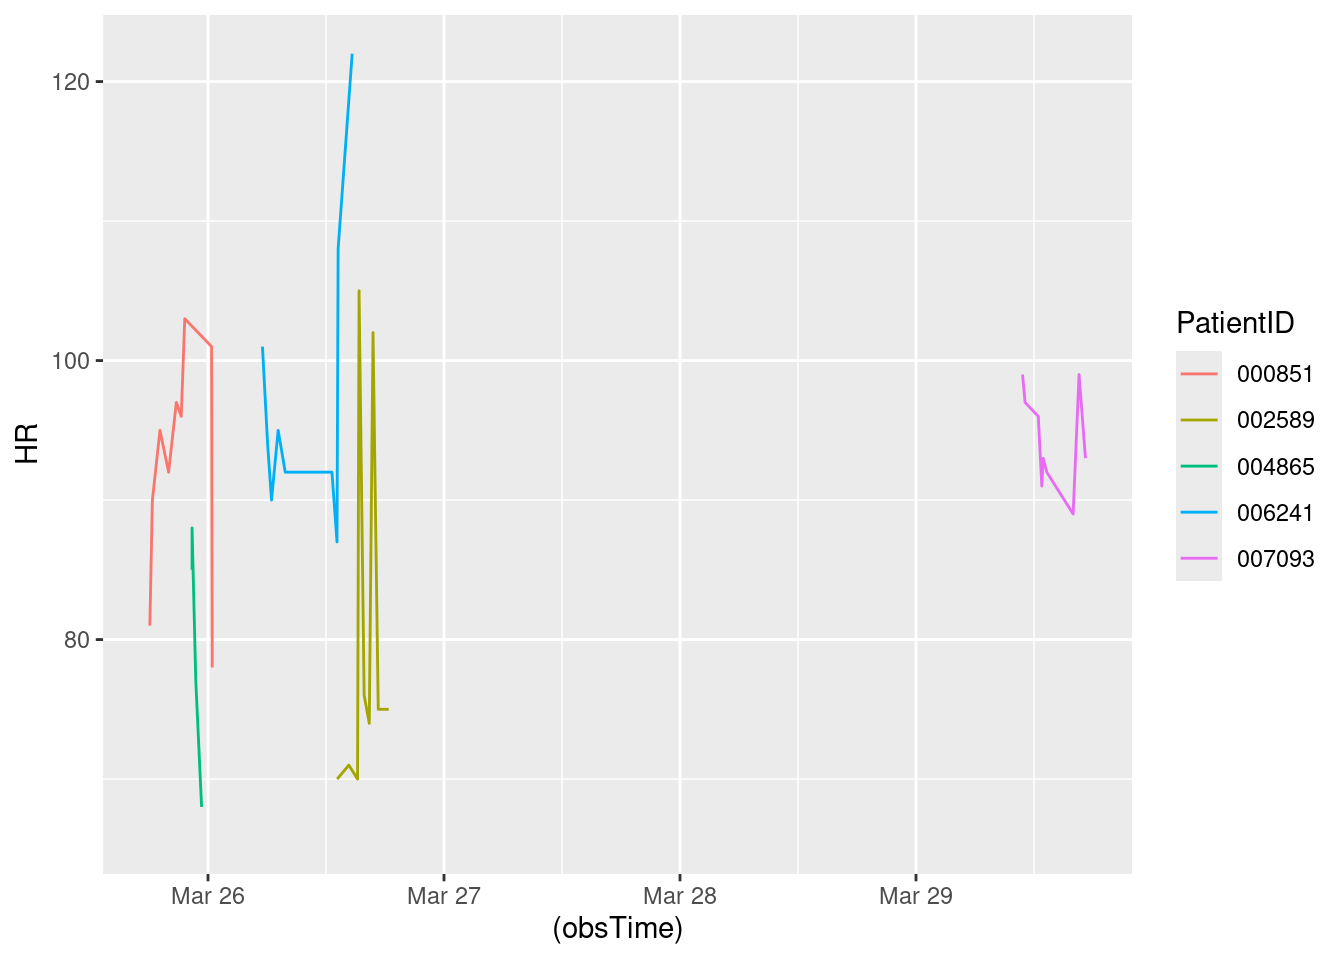 120
100
80
HR
Mar 26
Mar 27
Mar 28
Mar 29
(obsTime)
PatientID
000851
002589
004865
006241
007093